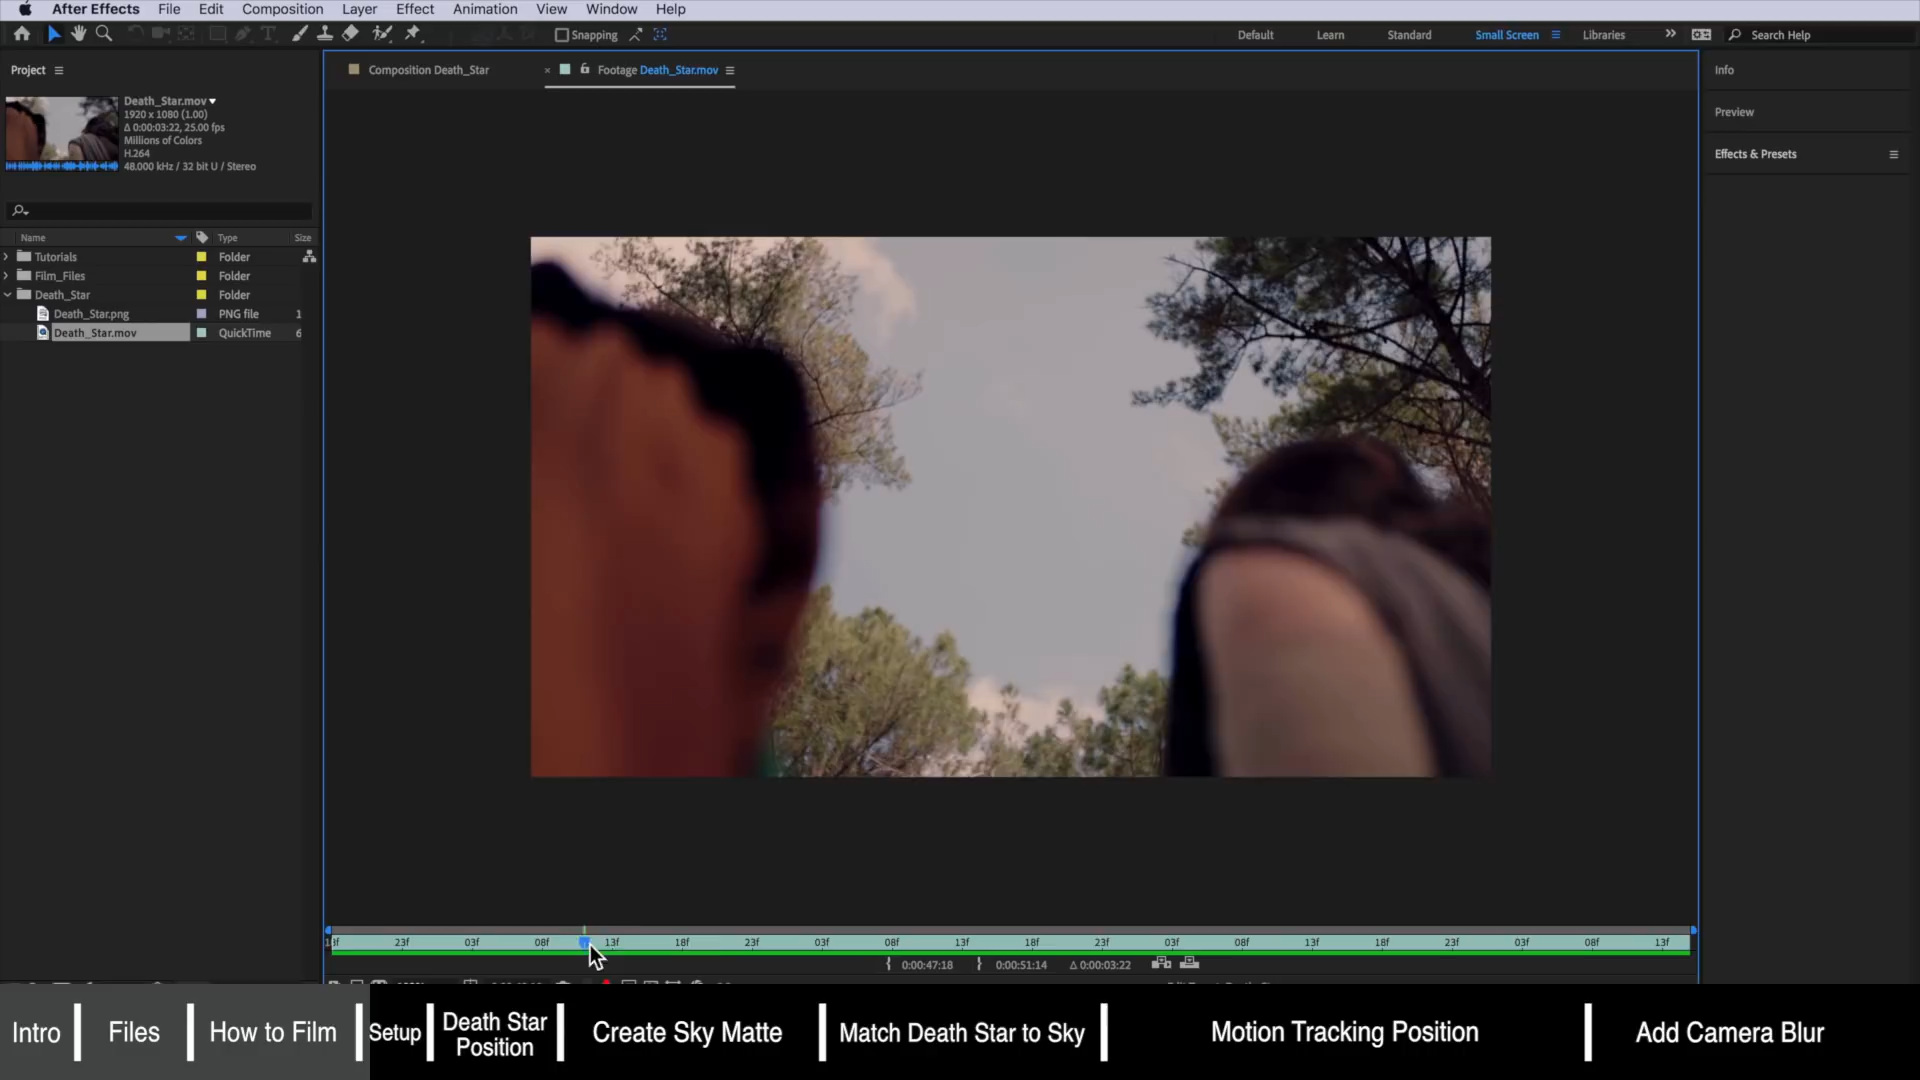 After Effects File Edit Composition Layer Effect Animation View Window Help
Snapping Default Learn Standard Small Screen Libraries Search Help
Project
Composition Death_Star
Footage Death_Star.mov
Info
Death_Star.mov
1920 x 1080 (1.00)
Δ 0:00:03:22, 25.00 fps
Millions of Colors
H.264
48.000 kHz / 32 bit U / Stereo
Preview
Effects & Presets
Name Type Size
Tutorials Folder
Film_Files Folder
Death_Star Folder
Death_Star.png PNG file 1
Death_Star.mov QuickTime 6
23f 03f 08f 13f 18f 23f 03f 08f 13f 18f 23f 03f 08f 13f 18f 23f 03f 08f 13f
0:00:47:18 0:00:51:14 Δ 0:00:03:22
Intro Files How to Film Setup Death Star Position Create Sky Matte Match Death Star to Sky Motion Tracking Position Add Camera Blur